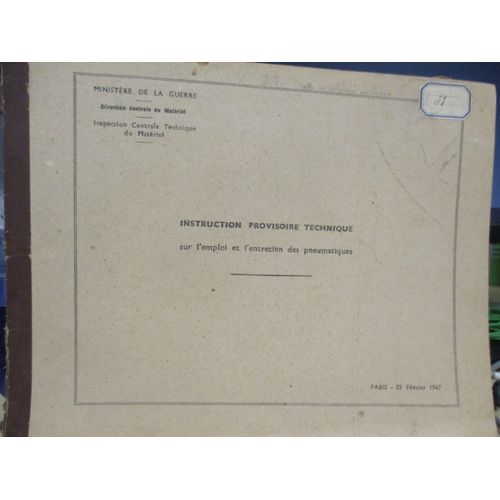 MINISTÈRE DE LA GUERRE
Direction Centrale du Matériel
Inspection Centrale Technique
du Matériel
INSTRUCTION PROVISOIRE TECHNIQUE
sur l'emploi et l'entretien des pneumatiques
PARIS - 22 Février 1947